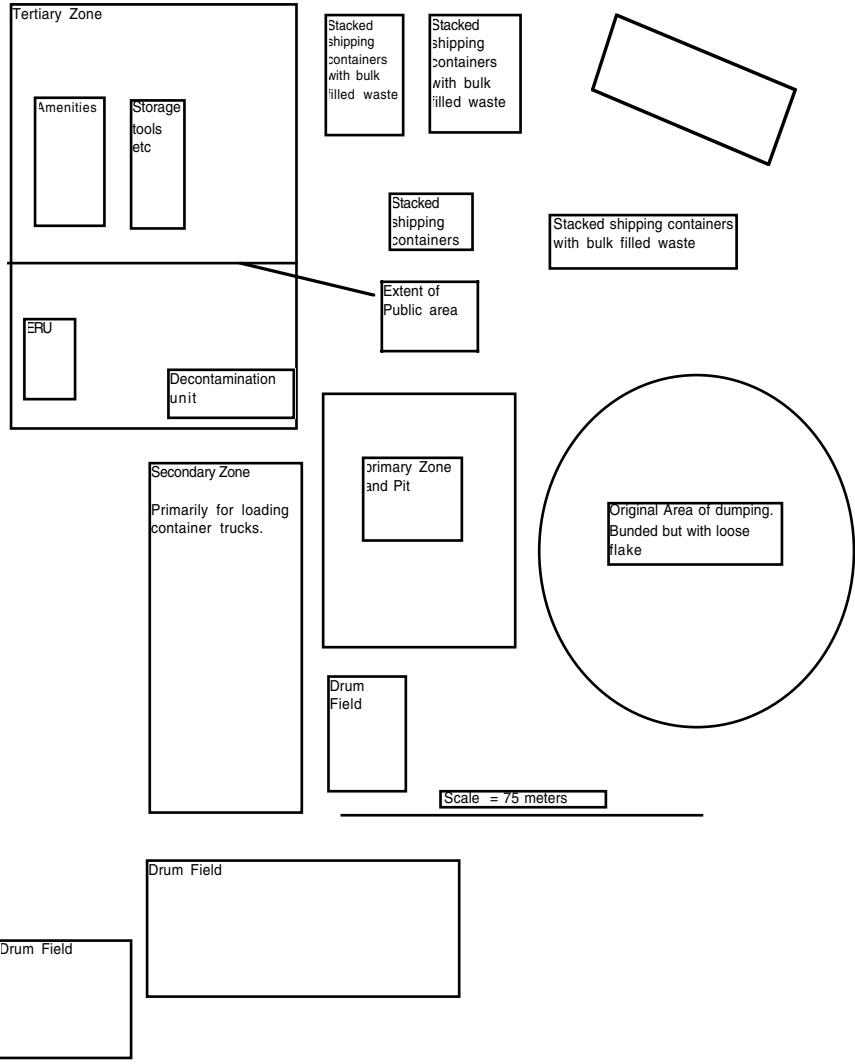 Tertiary Zone
Amenities
Storage
tools
etc
Stacked
shipping
containers
with bulk
filled waste
Stacked
shipping
containers
with bulk
filled waste
Stacked
shipping
containers
Stacked shipping containers
with bulk filled waste
Extent of
Public area
ERU
Decontamination
unit
Secondary Zone
Primarily for loading
container trucks.
primary Zone
and Pit
Original Area of dumping.
Bunded but with loose
flake
Drum
Field
Scale = 75 meters
Drum Field
Drum Field